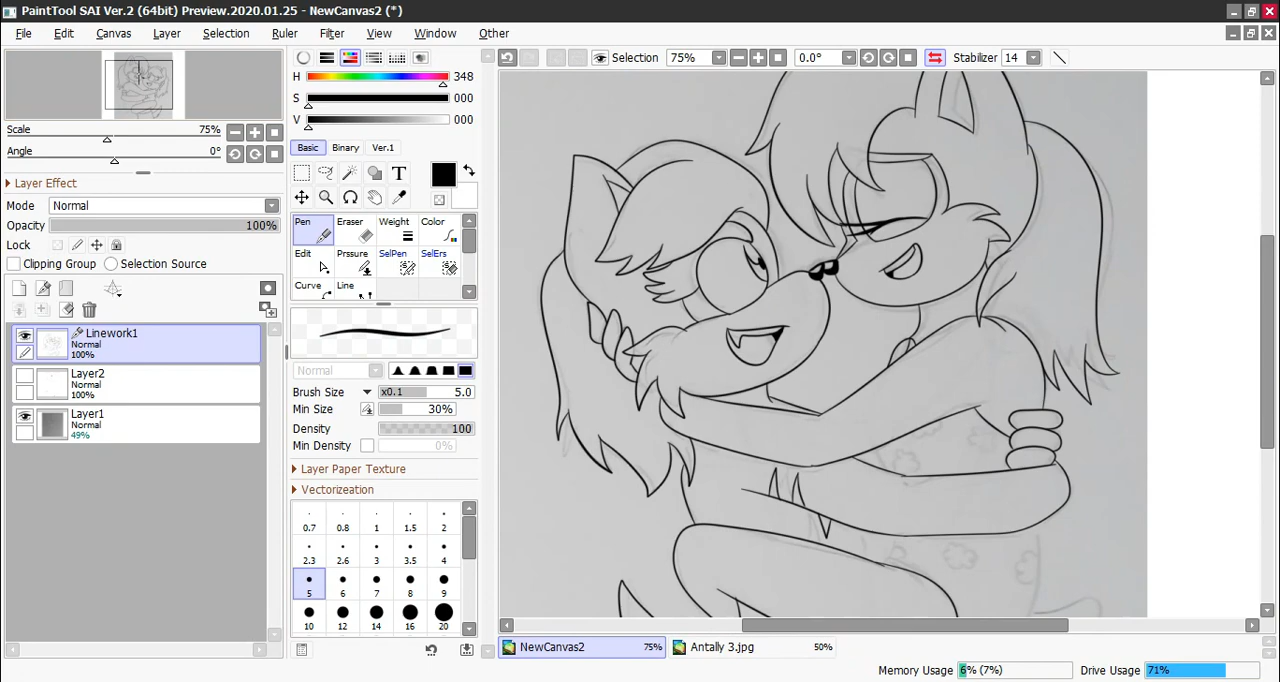 PaintTool SAI Ver.2 (64bit) Preview.2020.01.25 - NewCanvas2 (*)
File Edit Canvas Layer Selection Ruler Filter View Window Other
Selection 75% 0.0° Stabilizer 14
Scale 75%
Angle 0°
Layer Effect
Mode Normal
Opacity 100%
Lock
Clipping Group Selection Source
Linework1
Normal
100%
Layer2
Normal
100%
Layer1
Normal
49%
H 348
S 000
V 000
Basic Binary Ver.1
T
Pen Eraser Weight Color
Edit Prssure SelPen SelErs
Curve Line
Normal
Brush Size x0.1 5.0
Min Size 30%
Density 100
Min Density 0%
Layer Paper Texture
Vectorization
0.7 0.8 1 1.5 2
2.3 2.6 3 3.5 4
5 6 7 8 9
10 12 14 16 20
NewCanvas2 75% Antally 3.jpg 50%
Memory Usage 6% (7%) Drive Usage 71%